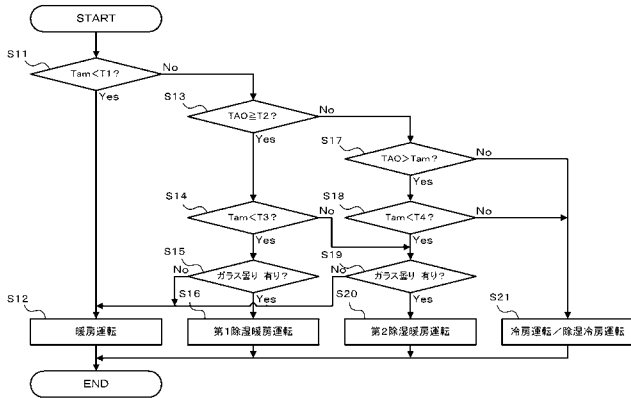 START
S11
Tam<T1?
No
Yes
S13
TAO≧T2?
No
Yes
S17
TAO>Tam?
No
Yes
S14
Tam<T3?
No
Yes
S18
Tam<T4?
No
Yes
S15
ガラス曇り 有り?
No
Yes
S19
ガラス曇り 有り?
No
Yes
S12
暖房運転
S16
第1除湿暖房運転
S20
第2除湿暖房運転
S21
冷房運転/除湿冷房運転
END